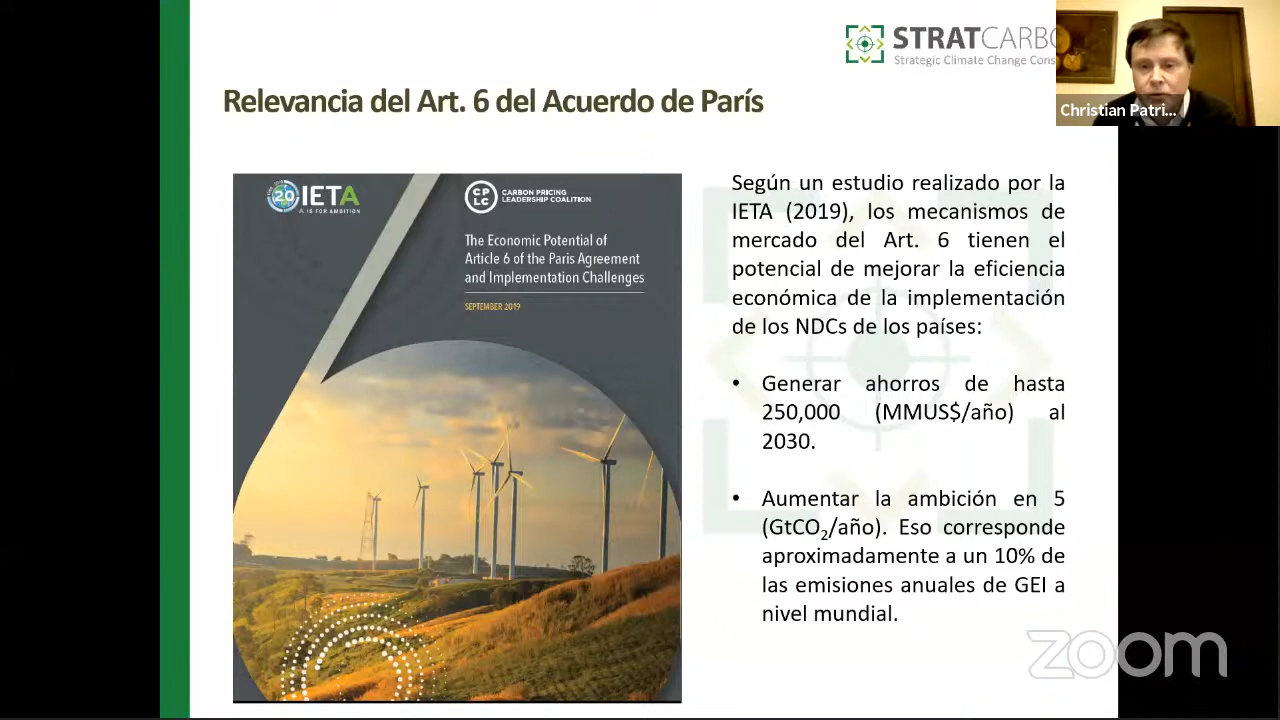 STRATCARBO
Strategic Climate Change Cons
Christian Patri...
Relevancia del Art. 6 del Acuerdo de París
20 IETA
A IS FOR AMBITION
CP
LC
CARBON PRICING
LEADERSHIP COALITION
The Economic Potential of
Article 6 of the Paris Agreement
and Implementation Challenges
SEPTEMBER 2019
Según un estudio realizado por la
IETA (2019), los mecanismos de
mercado del Art. 6 tienen el
potencial de mejorar la eficiencia
económica de la implementación
de los NDCs de los países:
• Generar ahorros de hasta
250,000 (MMUS$/año) al
2030.
• Aumentar la ambición en 5
(GtCO₂/año). Eso corresponde
aproximadamente a un 10% de
las emisiones anuales de GEI a
nivel mundial.
zoom